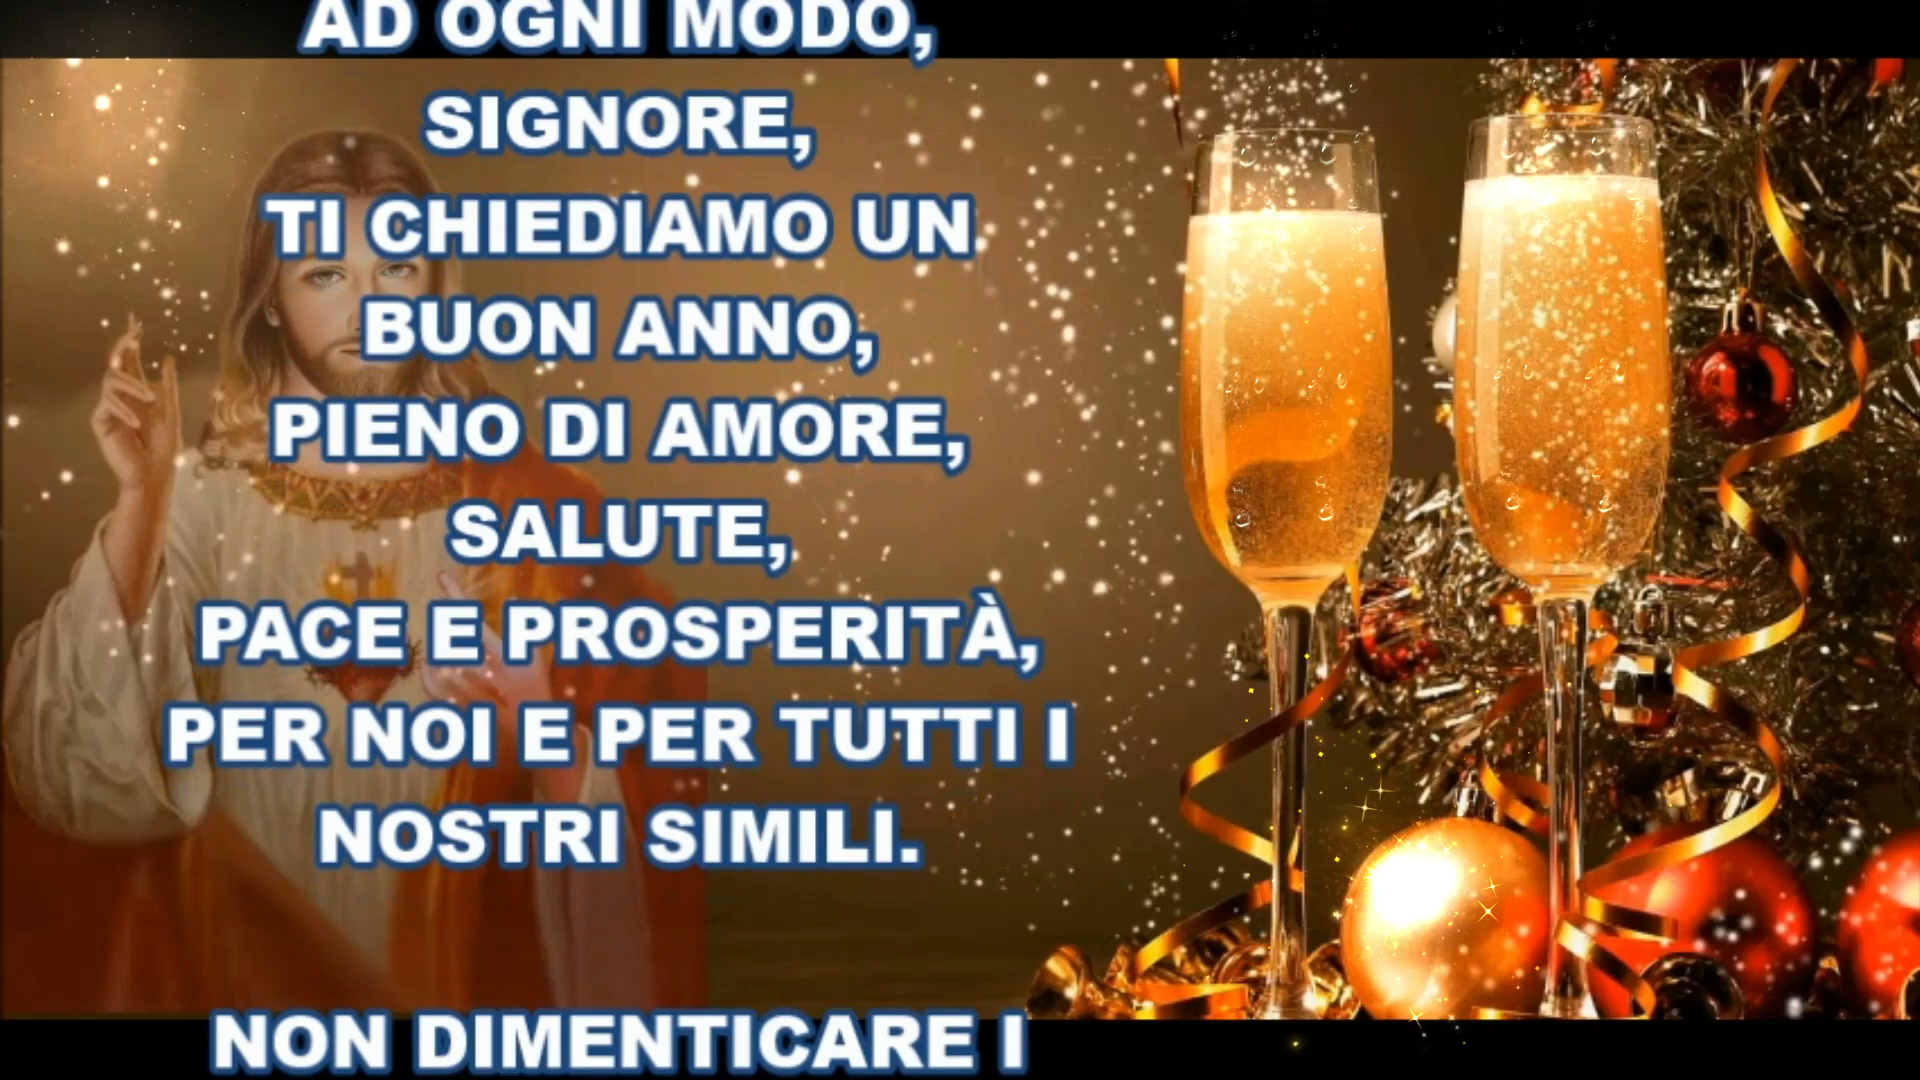 AD OGNI MODO,
SIGNORE,
TI CHIEDIAMO UN
BUON ANNO,
PIENO DI AMORE,
SALUTE,
PACE E PROSPERITÀ,
PER NOI E PER TUTTI I
NOSTRI SIMILI.
NON DIMENTICARE I